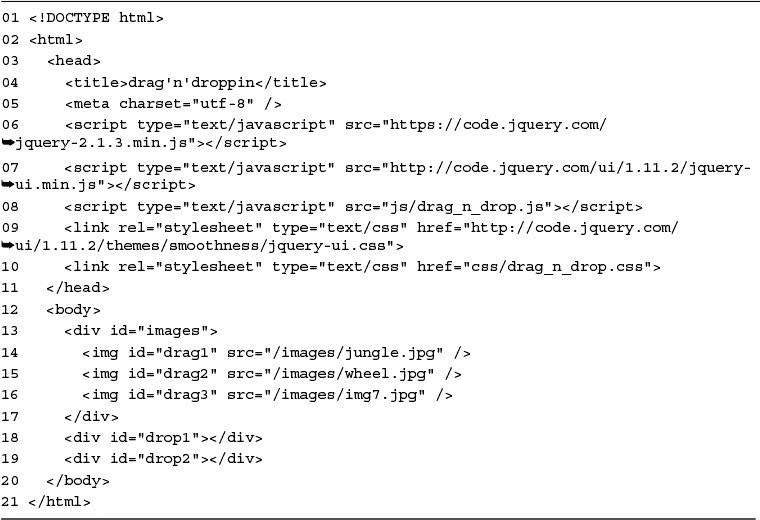 01 <!DOCTYPE html>
02 <html>
03   <head>
04     <title>drag'n'droppin</title>
05     <meta charset="utf-8" />
06     <script type="text/javascript" src="https://code.jquery.com/
➥jquery-2.1.3.min.js"></script>
07     <script type="text/javascript" src="http://code.jquery.com/ui/1.11.2/jquery-
➥ui.min.js"></script>
08     <script type="text/javascript" src="js/drag_n_drop.js"></script>
09     <link rel="stylesheet" type="text/css" href="http://code.jquery.com/
➥ui/1.11.2/themes/smoothness/jquery-ui.css">
10     <link rel="stylesheet" type="text/css" href="css/drag_n_drop.css">
11   </head>
12   <body>
13     <div id="images">
14       <img id="drag1" src="/images/jungle.jpg" />
15       <img id="drag2" src="/images/wheel.jpg" />
16       <img id="drag3" src="/images/img7.jpg" />
17     </div>
18     <div id="drop1"></div>
19     <div id="drop2"></div>
20   </body>
21 </html>